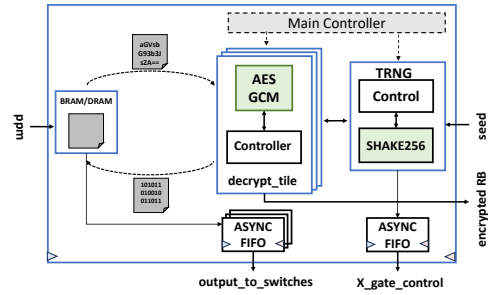 Main Controller
aGVsb
G93b3J
sZA==
BRAM/DRAM
AES
GCM
Controller
decrypt_tile
TRNG
Control
SHAKE256
mpp
seed
encrypted RB
101011
010010
011011
ASYNC
FIFO
ASYNC
FIFO
output_to_switches
X_gate_control